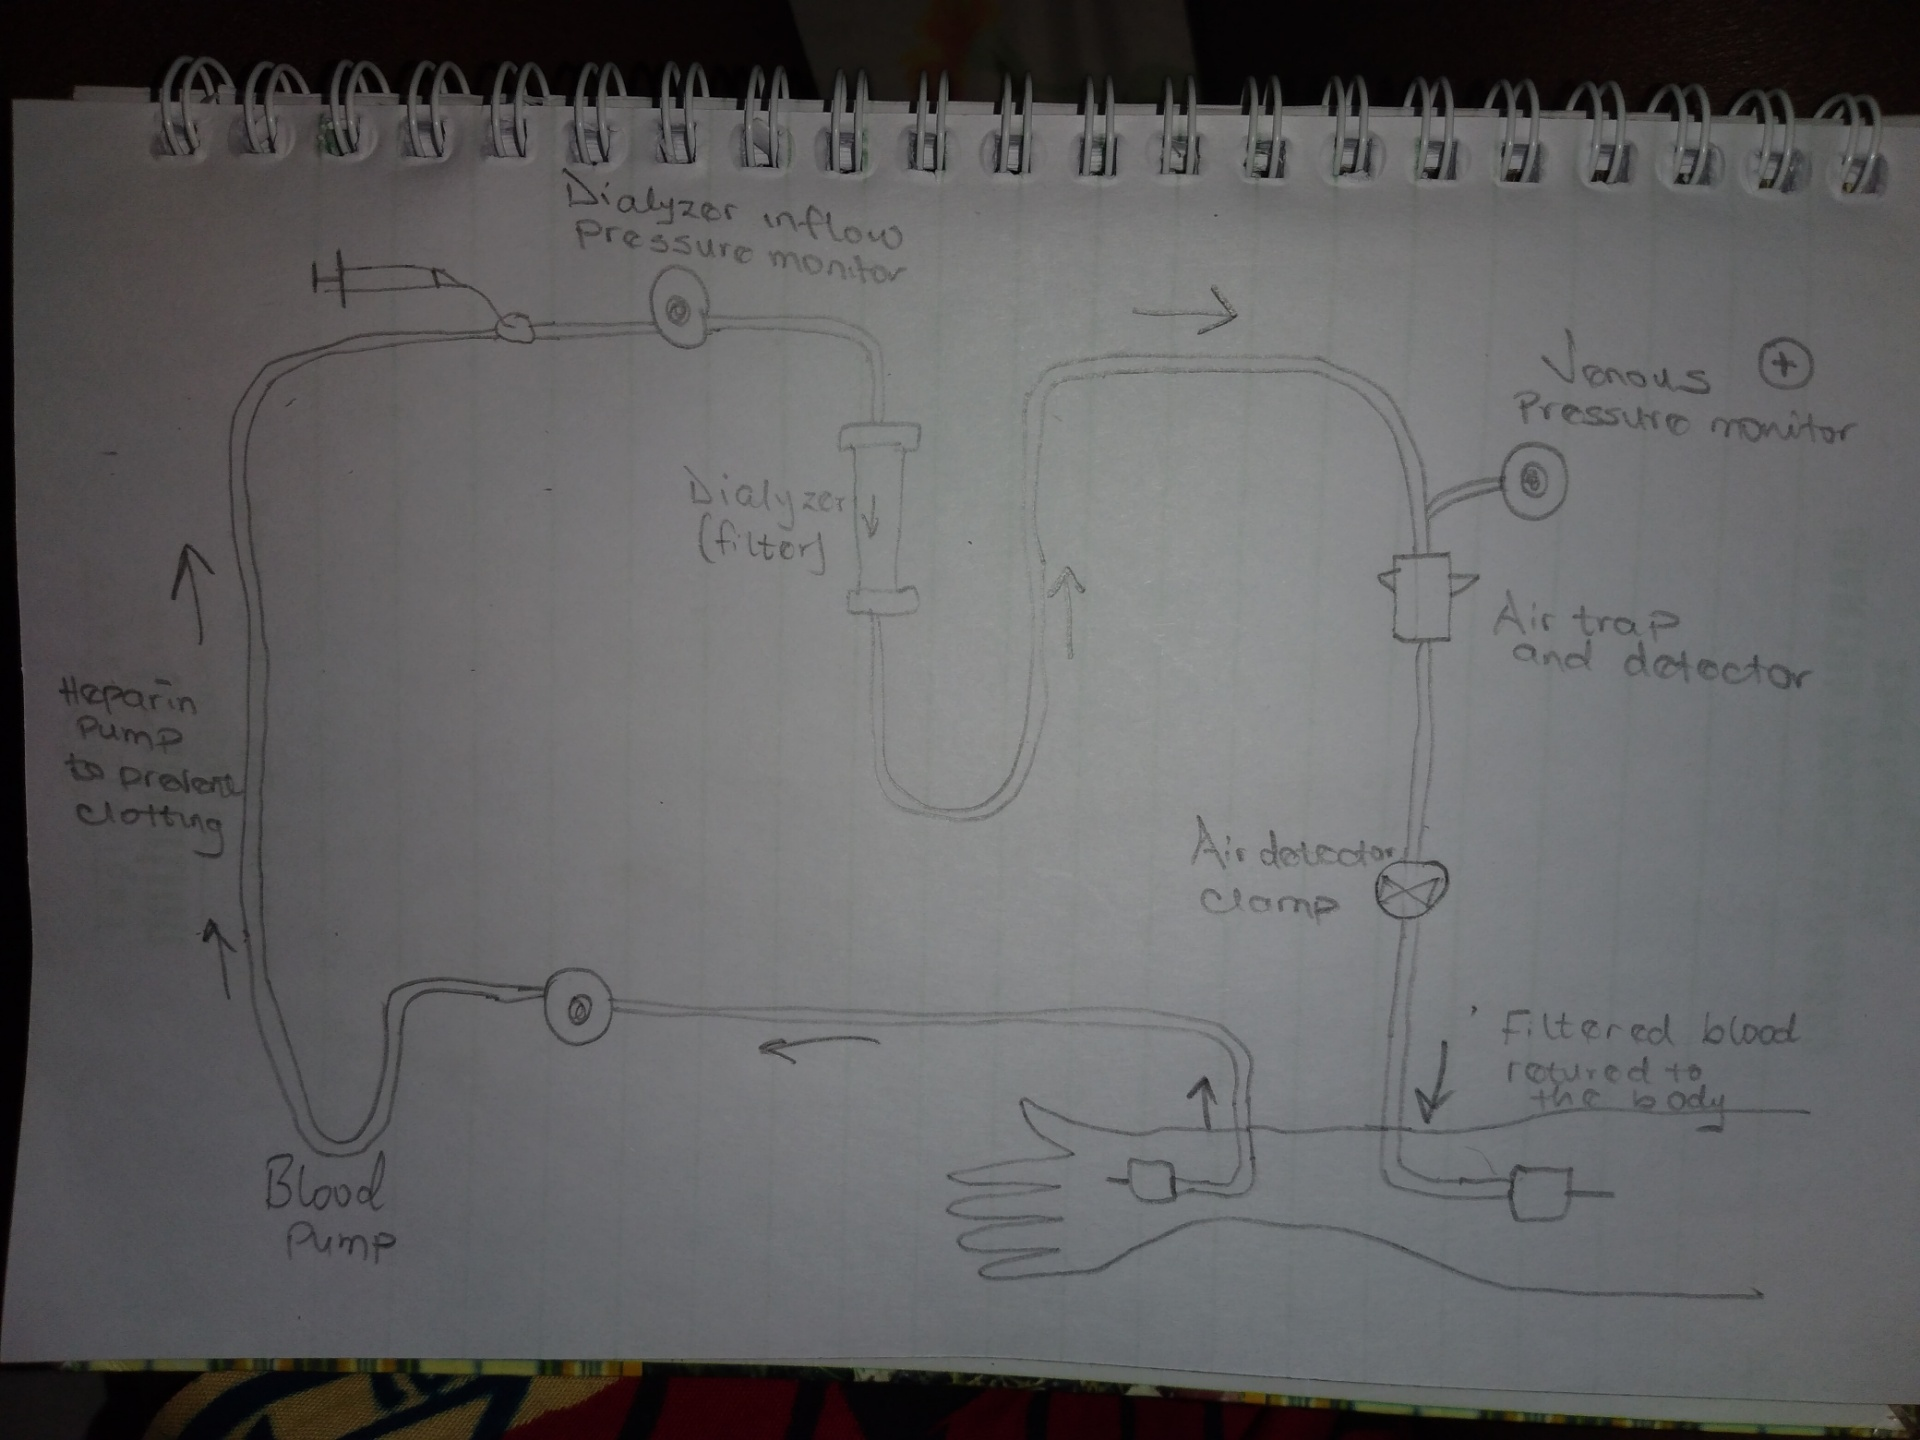 Dialyzer inflow
Pressure monitor
Venous +
Pressure monitor
Dialyzer
(filter)
Air trap
and detector
Heparin
Pump
to prevent
clotting
Air detector
clamp
Filtered blood
retured to
the body
Blood
Pump